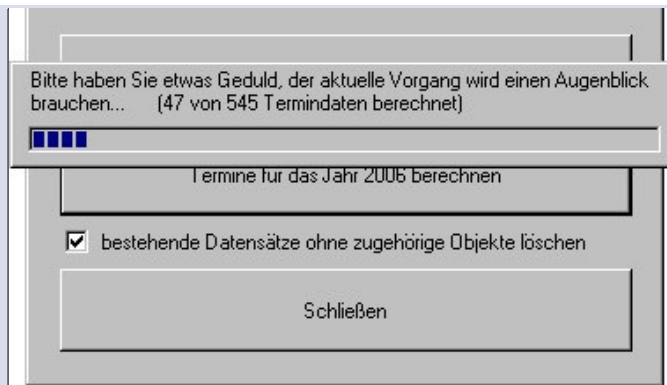 Bitte haben Sie etwas Geduld, der aktuelle Vorgang wird einen Augenblick
brauchen... (47 von 545 Termindaten berechnet)
Termine für das Jahr 2006 berechnen
bestehende Datensätze ohne zugehörige Objekte löschen
Schließen